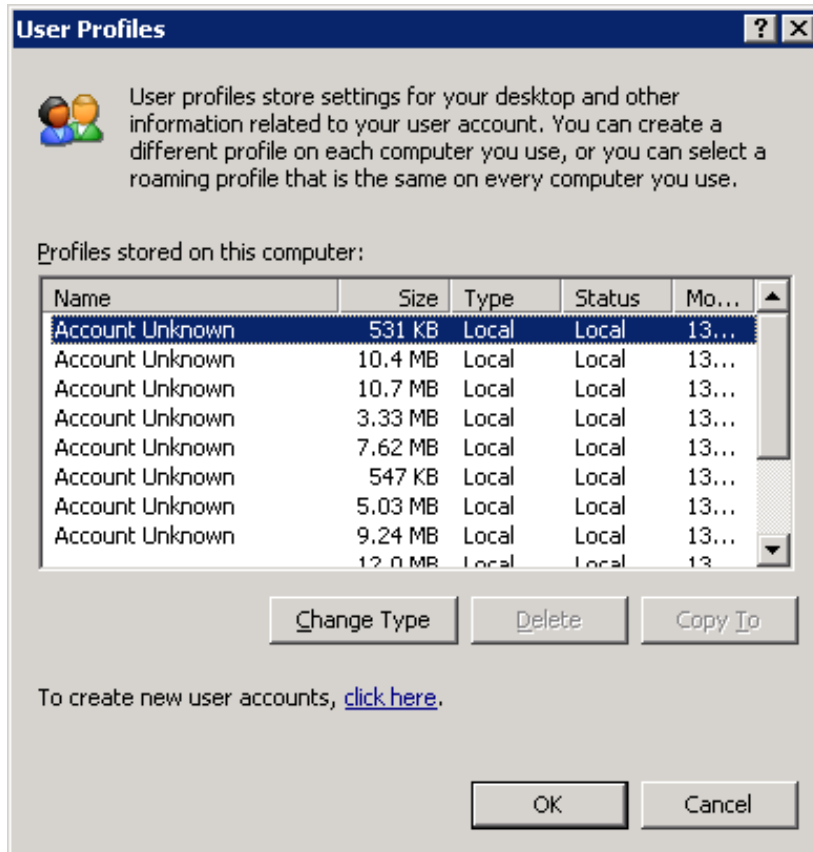 User Profiles
User profiles store settings for your desktop and other
information related to your user account. You can create a
different profile on each computer you use, or you can select a
roaming profile that is the same on every computer you use.
Profiles stored on this computer:
Name Size Type Status Mo...
Account Unknown 531 KB Local Local 13...
Account Unknown 10.4 MB Local Local 13...
Account Unknown 10.7 MB Local Local 13...
Account Unknown 3.33 MB Local Local 13...
Account Unknown 7.62 MB Local Local 13...
Account Unknown 547 KB Local Local 13...
Account Unknown 5.03 MB Local Local 13...
Account Unknown 9.24 MB Local Local 13...
12.0 MB Local Local 13
Change Type Delete Copy To
To create new user accounts, click here.
OK Cancel